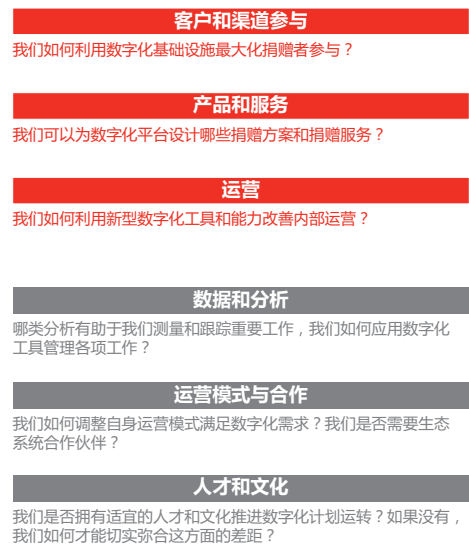 客户和渠道参与
我们如何利用数字化基础设施最大化捐赠者参与？
产品和服务
我们可以为数字化平台设计哪些捐赠方案和捐赠服务？
运营
我们如何利用新型数字化工具和能力改善内部运营？
数据和分析
哪类分析有助于我们测量和跟踪重要工作，我们如何应用数字化
工具管理各项工作？
运营模式与合作
我们如何调整自身运营模式满足数字化需求？我们是否需要生态
系统合作伙伴？
人才和文化
我们是否拥有适宜的人才和文化推进数字化计划运转？如果没有，
我们如何才能切实弥合这方面的差距？